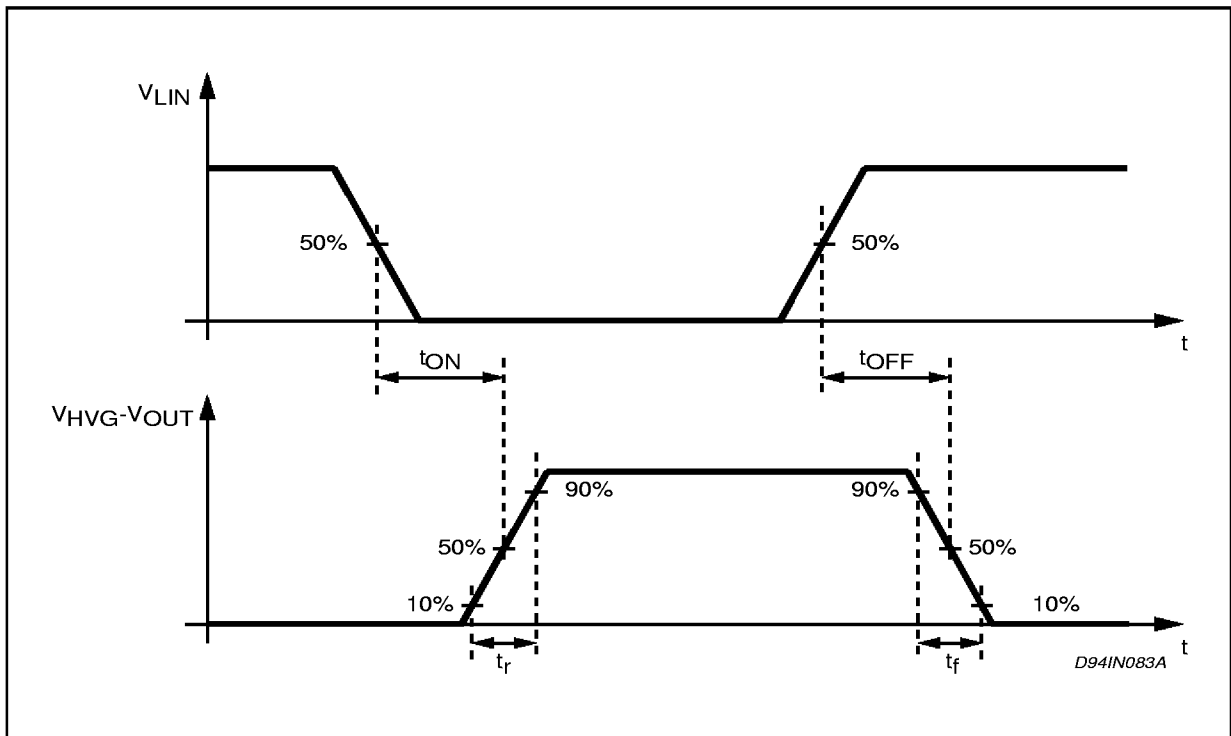 VLIN
50%
50%
t
tON
tOFF
VHVG-VOUT
90%
90%
50%
50%
10%
10%
tr
tf
t
D94IN083A